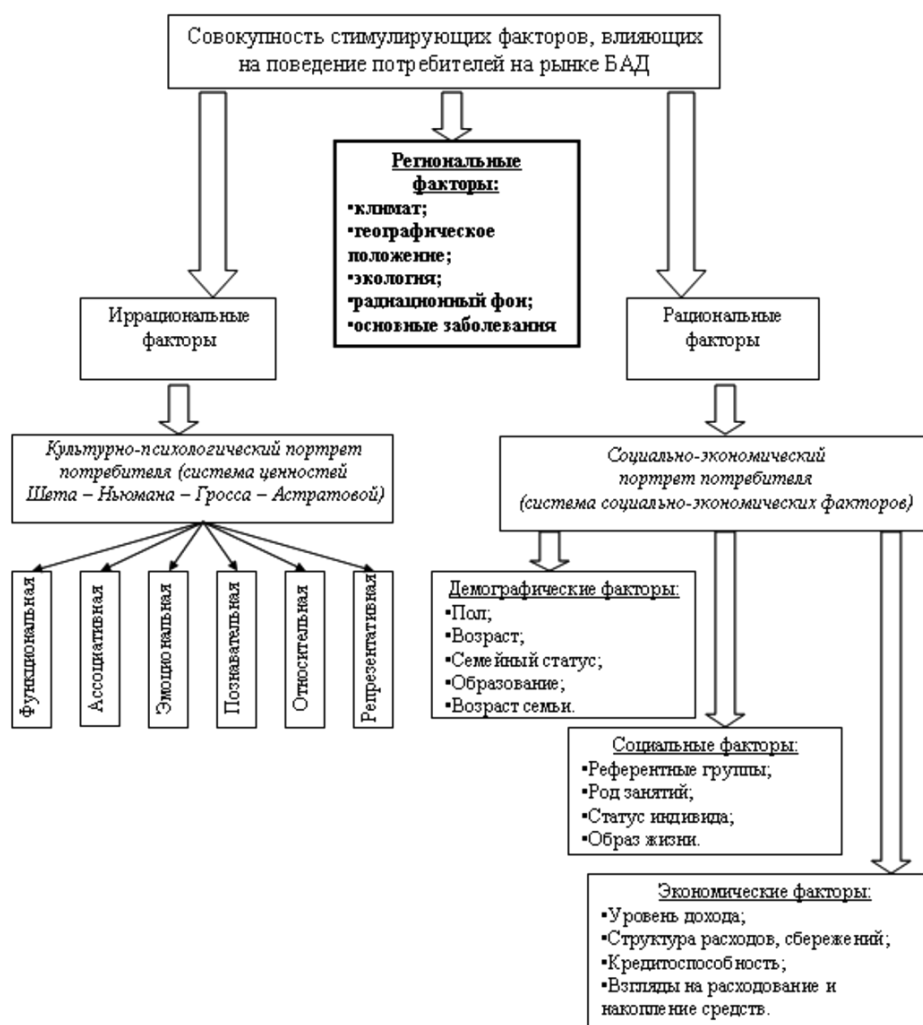 Совокупность стимулирующих факторов, влияющих
на поведение потребителей на рынке БАД
Региональные
факторы:
▪климат;
▪географическое
положение;
▪экология;
▪радиационный фон;
▪основные заболевания
Иррациональные
факторы
Рациональные
факторы
Культурно-психологический портрет
потребителя (система ценностей
Шета – Ньюмана – Гросса – Астратовой)
Социально-экономический
портрет потребителя
(система социально-экономических факторов)
Функциональная
Ассоциативная
Эмоциональная
Познавательная
Относительная
Репрезентативная
Демографические факторы:
▪Пол;
▪Возраст;
▪Семейный статус;
▪Образование;
▪Возраст семьи.
Социальные факторы:
▪Референтные группы;
▪Род занятий;
▪Статус индивида;
▪Образ жизни.
Экономические факторы:
▪Уровень дохода;
▪Структура расходов, сбережений;
▪Кредитоспособность;
▪Взгляды на расходование и
накопление средств.